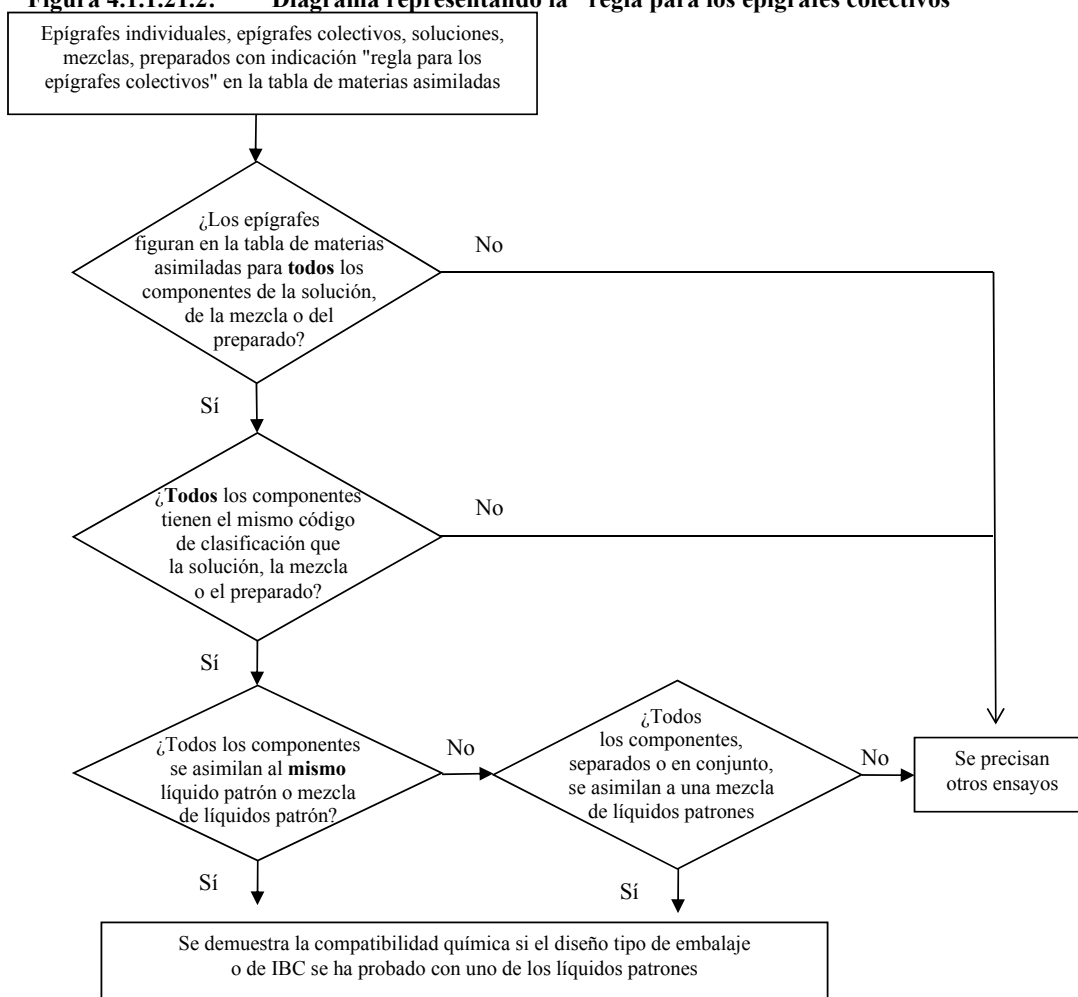 Figura 4.1.1.21.2: Diagrama representando la "regla para los epígrafes colectivos"
Epígrafes individuales, epígrafes colectivos, soluciones,
mezclas, preparados con indicación "regla para los
epígrafes colectivos" en la tabla de materias asimiladas
¿Los epígrafes
figuran en la tabla de materias
asimiladas para todos los
componentes de la solución,
de la mezcla o del
preparado?
No
Sí
¿Todos los componentes
tienen el mismo código
de clasificación que
la solución, la mezcla
o el preparado?
No
Sí
¿Todos los componentes
se asimilan al mismo
líquido patrón o mezcla
de líquidos patrón?
No
¿Todos
los componentes,
separados o en conjunto,
se asimilan a una mezcla
de líquidos patrones
No
Se precisan
otros ensayos
Sí
Sí
Se demuestra la compatibilidad química si el diseño tipo de embalaje
o de IBC se ha probado con uno de los líquidos patrones